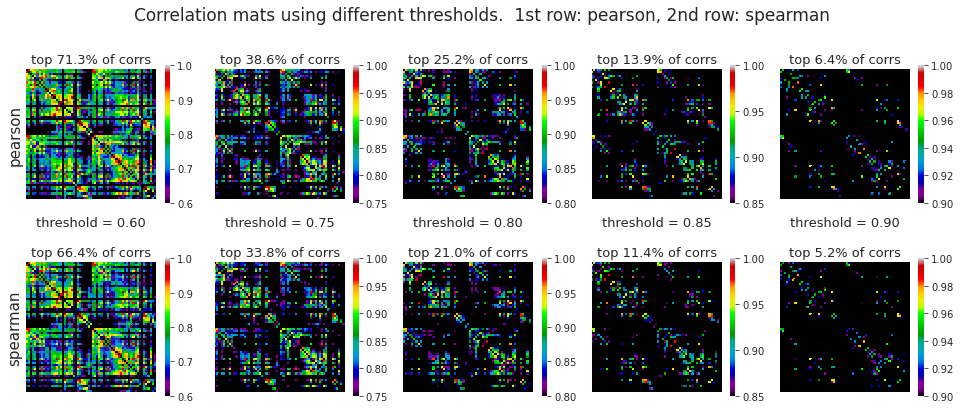 Correlation mats using different thresholds.  1st row: pearson, 2nd row: spearman
top 71.3% of corrs
top 38.6% of corrs
top 25.2% of corrs
top 13.9% of corrs
top 6.4% of corrs
pearson
1.0
0.9
0.8
0.7
0.6
1.00
0.95
0.90
0.85
0.80
0.75
1.00
0.95
0.90
0.85
0.80
1.00
0.95
0.90
0.85
1.00
0.98
0.96
0.94
0.92
0.90
threshold = 0.60
threshold = 0.75
threshold = 0.80
threshold = 0.85
threshold = 0.90
top 66.4% of corrs
top 33.8% of corrs
top 21.0% of corrs
top 11.4% of corrs
top 5.2% of corrs
spearman
1.0
0.9
0.8
0.7
0.6
1.00
0.95
0.90
0.85
0.80
0.75
1.00
0.95
0.90
0.85
0.80
1.00
0.95
0.90
0.85
1.00
0.98
0.96
0.94
0.92
0.90